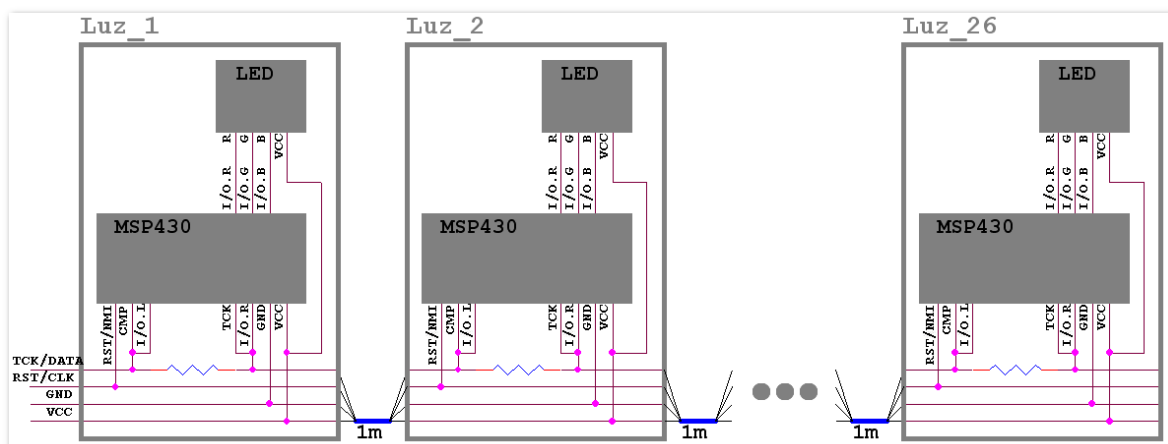 Luz_1
LED
R
G
B
VCC
I/O.R
I/O.G
I/O.B
MSP430
RST/NMI
CMP
I/O.L
TCK
I/O.R
GND
VCC
TCK/DATA
RST/CLK
GND
VCC
1m
Luz_2
LED
R
G
B
VCC
I/O.R
I/O.G
I/O.B
MSP430
RST/NMI
CMP
I/O.L
TCK
I/O.R
GND
VCC
1m
1m
Luz_26
LED
R
G
B
VCC
I/O.R
I/O.G
I/O.B
MSP430
RST/NMI
CMP
I/O.L
TCK
I/O.R
GND
VCC